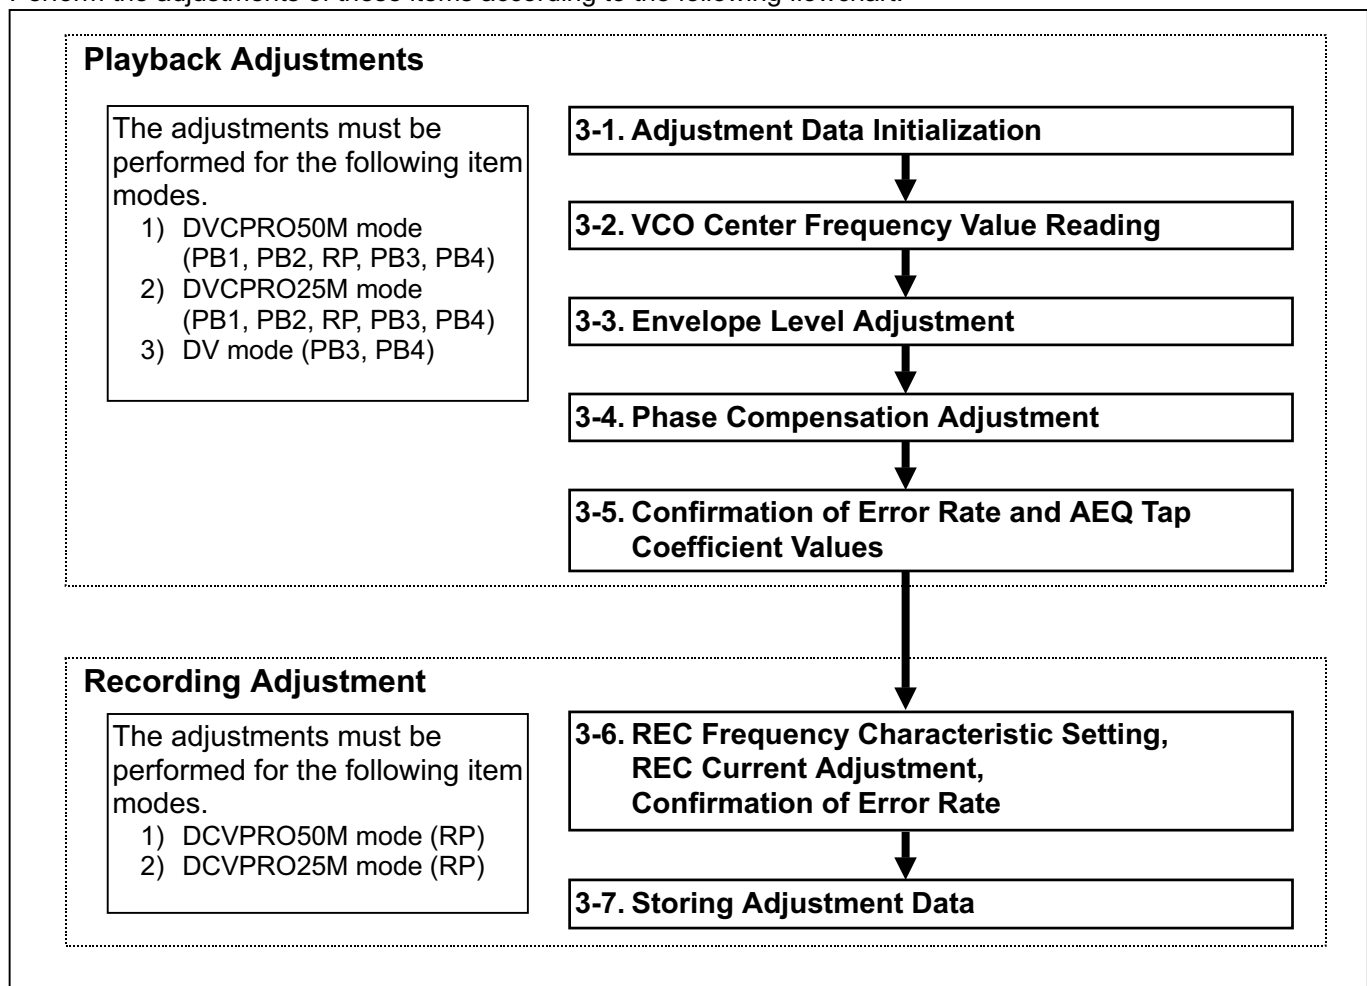 Perform the adjustments of these items according to the following flowchart.
Playback Adjustments
The adjustments must be
performed for the following item
modes.
1) DVCPRO50M mode
(PB1, PB2, RP, PB3, PB4)
2) DVCPRO25M mode
(PB1, PB2, RP, PB3, PB4)
3) DV mode (PB3, PB4)
3-1. Adjustment Data Initialization
3-2. VCO Center Frequency Value Reading
3-3. Envelope Level Adjustment
3-4. Phase Compensation Adjustment
3-5. Confirmation of Error Rate and AEQ Tap
Coefficient Values
Recording Adjustment
The adjustments must be
performed for the following item
modes.
1) DCVPRO50M mode (RP)
2) DCVPRO25M mode (RP)
3-6. REC Frequency Characteristic Setting,
REC Current Adjustment,
Confirmation of Error Rate
3-7. Storing Adjustment Data